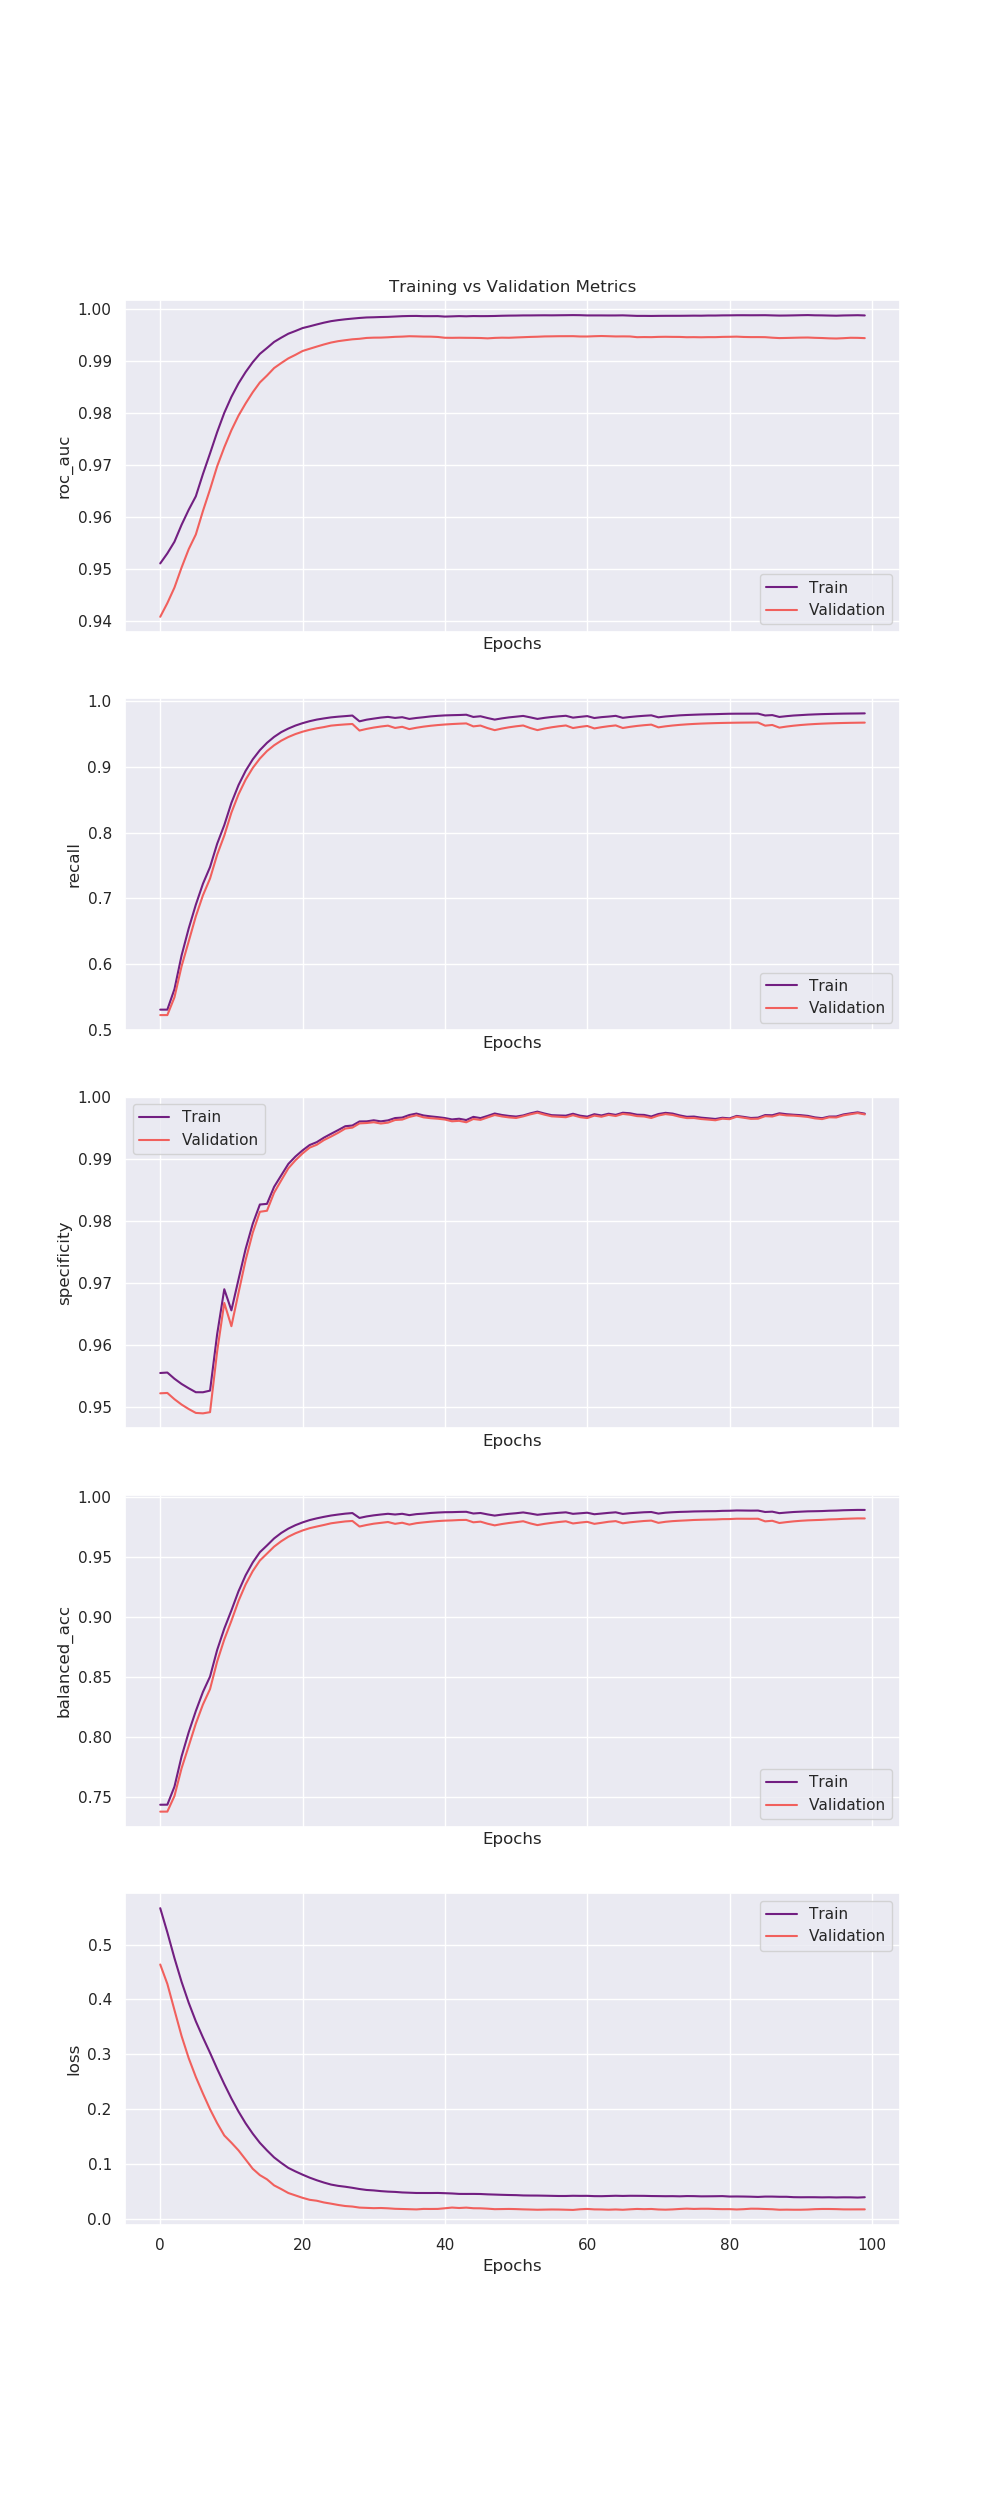 Training vs Validation Metrics
1.00
0.99
0.98
0.97
0.96
0.95
0.94
roc_auc
Train
Validation
Epochs
1.0
0.9
0.8
0.7
0.6
0.5
recall
Train
Validation
Epochs
1.00
0.99
0.98
0.97
0.96
0.95
specificity
Train
Validation
Epochs
1.00
0.95
0.90
0.85
0.80
0.75
balanced_acc
Train
Validation
Epochs
0.5
0.4
0.3
0.2
0.1
0.0
loss
Train
Validation
0 20 40 60 80 100
Epochs